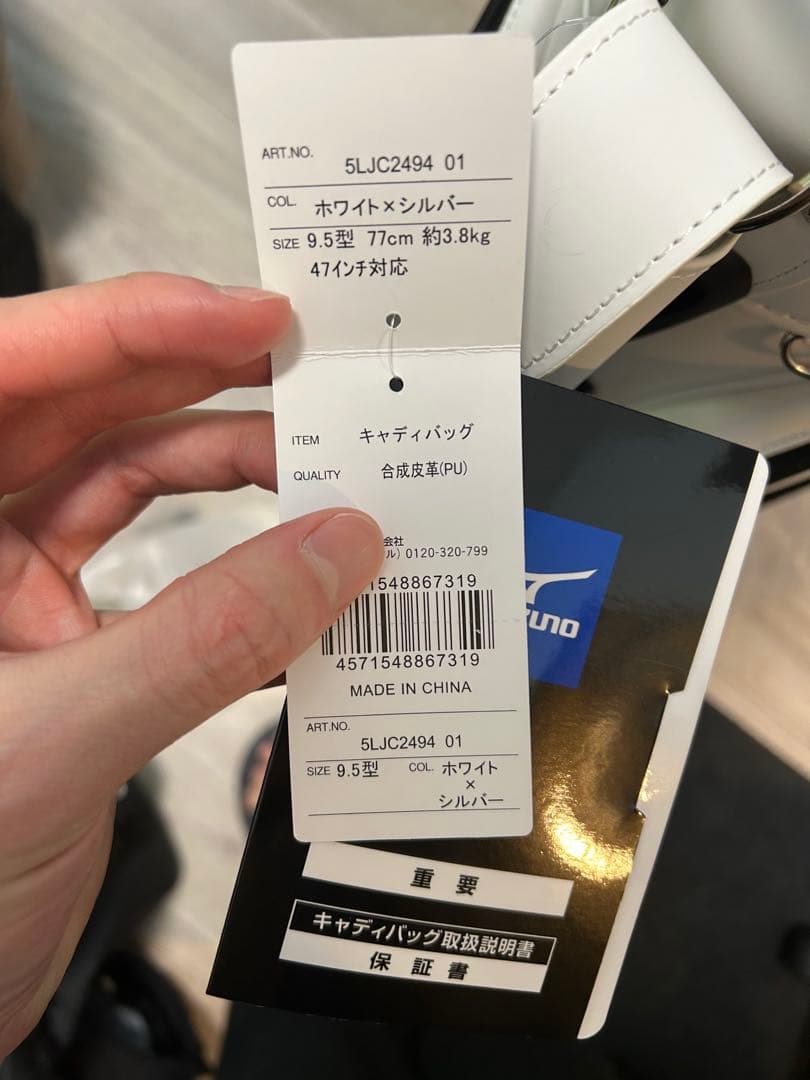 ART.NO.
5LJC2494 01
COL.
ホワイト×シルバー
SIZE 9.5型 77cm 約3.8kg
47インチ対応
ITEM キャディバッグ
QUALITY 合成皮革(PU)
会社
ル) 0120-320-799
1548867319
4571548867319
MADE IN CHINA
ART.NO.
5LJC2494 01
SIZE 9.5型 COL. ホワイト
×
シルバー
重要
キャディバッグ取扱説明書
保証書